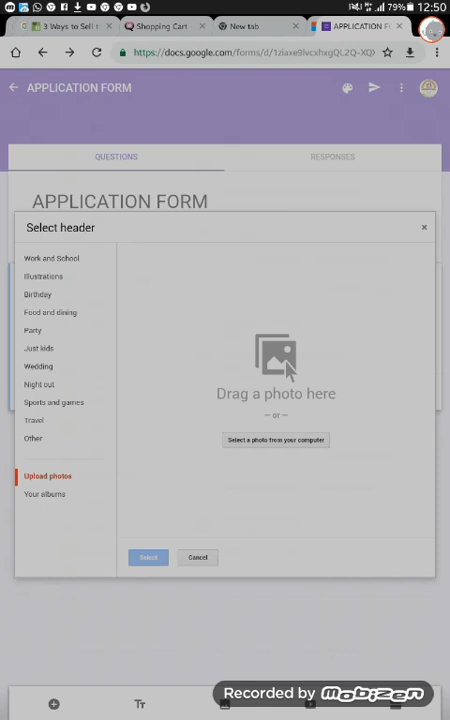 79% 12:50
3 Ways to Sell t
Shopping Cart -
New tab
APPLICATION F
https://docs.google.com/forms/d/
APPLICATION FORM
QUESTIONS
RESPONSES
APPLICATION FORM
Select header
×
Work and School
Illustrations
Birthday
Food and dining
Party
Just kids
Wedding
Night out
Sports and games
Travel
Other
Upload photos
Your albums
Drag a photo here
— or —
Select a photo from your computer
Select
Cancel
Tт
Recorded by Mobizen